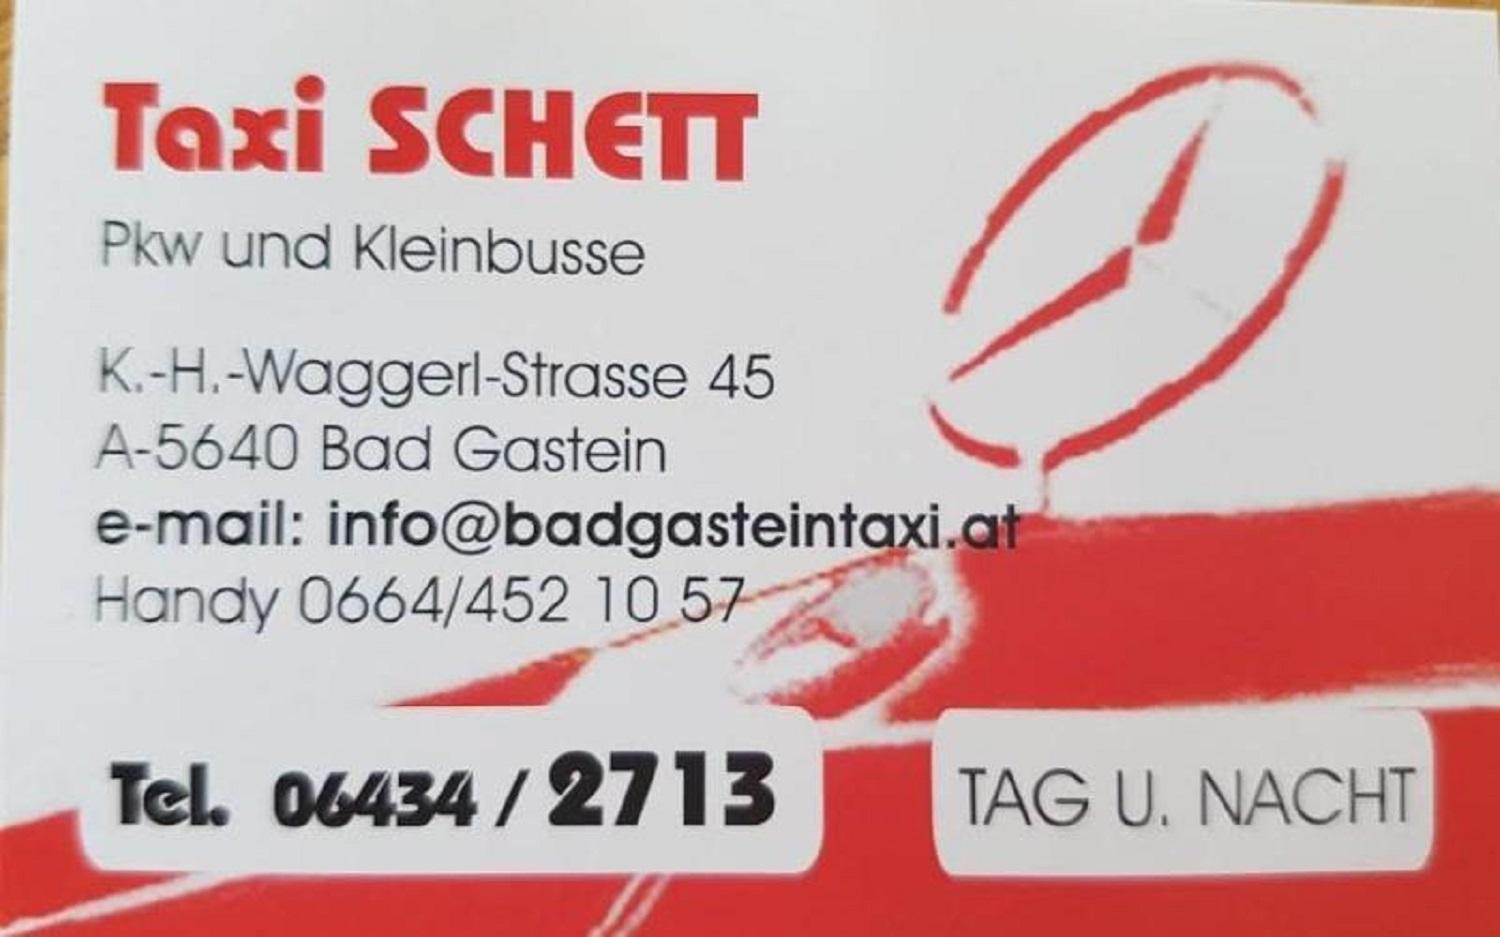 Taxi SCHETT
Pkw und Kleinbusse
K.-H.-Waggerl-Strasse 45
A-5640 Bad Gastein
e-mail: info@badgasteintaxi.at
Handy 0664/452 10 57
Tel. 06434 / 2713
TAG U. NACHT